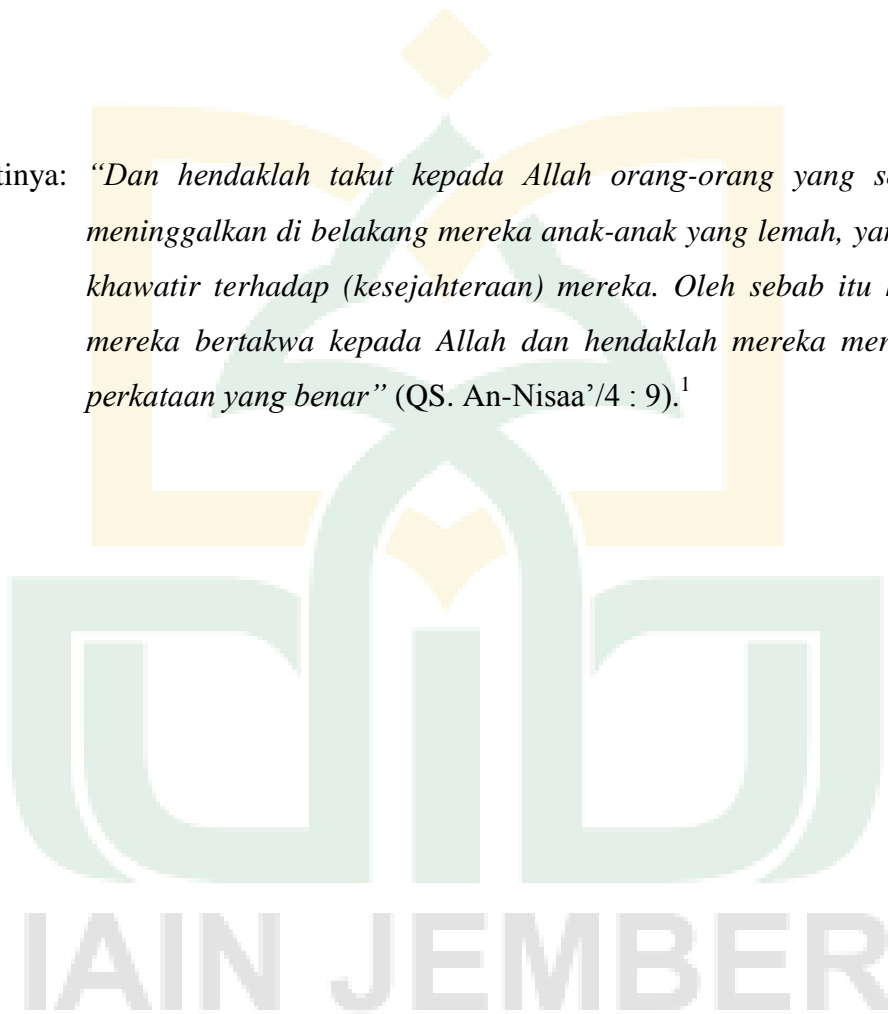 tinya: “Dan hendaklah takut kepada Allah orang-orang yang
meninggalkan di belakang mereka anak-anak yang lemah,
khawatir terhadap (kesejahteraan) mereka. Oleh sebab itu
mereka bertakwa kepada Allah dan hendaklah mereka
perkataan yang benar” (QS. An-Nisaa’/4 : 9).1
IAIN JEMBER